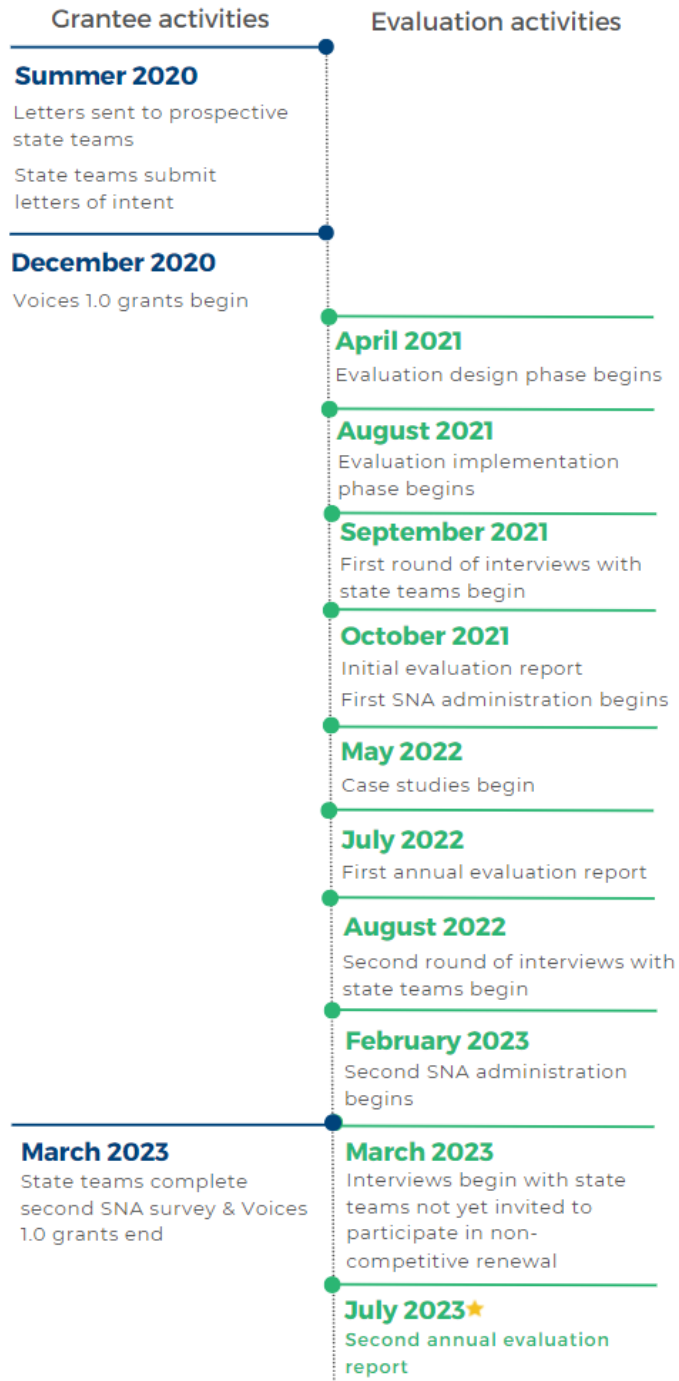 Grantee activities
Evaluation activities
Summer 2020
Letters sent to prospective
state teams
State teams submit
letters of intent
December 2020
Voices 1.0 grants begin
April 2021
Evaluation design phase begins
August 2021
Evaluation implementation
phase begins
September 2021
First round of interviews with
state teams begin
October 2021
Initial evaluation report
First SNA administration begins
May 2022
Case studies begin
July 2022
First annual evaluation report
August 2022
Second round of interviews with
state teams begin
February 2023
Second SNA administration
begins
March 2023
State teams complete
second SNA survey & Voices
1.0 grants end
March 2023
Interviews begin with state
teams not yet invited to
participate in non-
competitive renewal
July 2023
Second annual evaluation
report